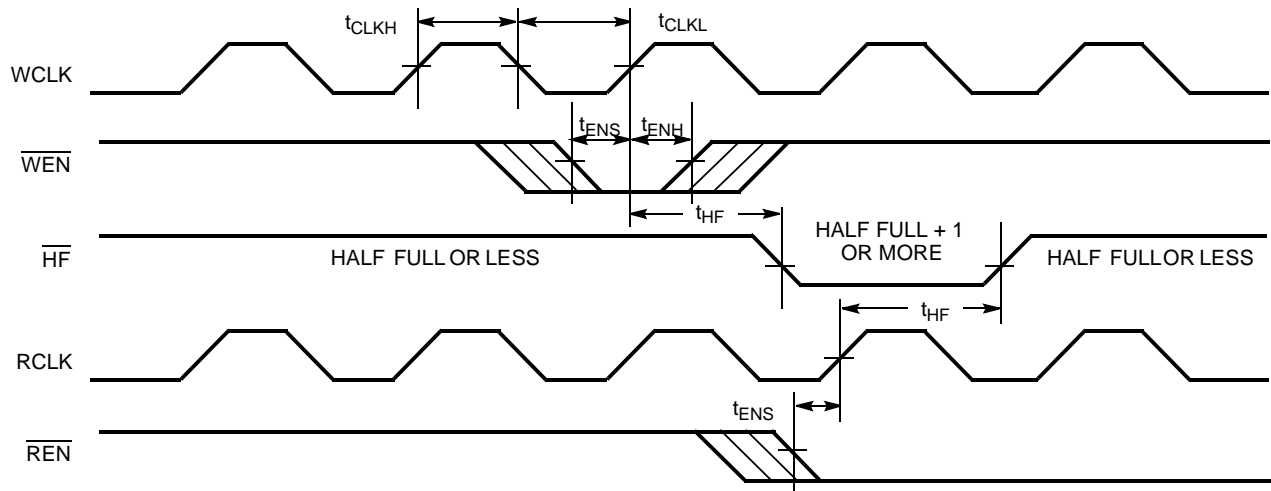 tCLKH
tCLKL
WCLK
tENS
tENH
WEN
tHF
HALF FULL + 1
OR MORE
HF
HALF FULL OR LESS
HALF FULL OR LESS
tHF
RCLK
tENS
REN